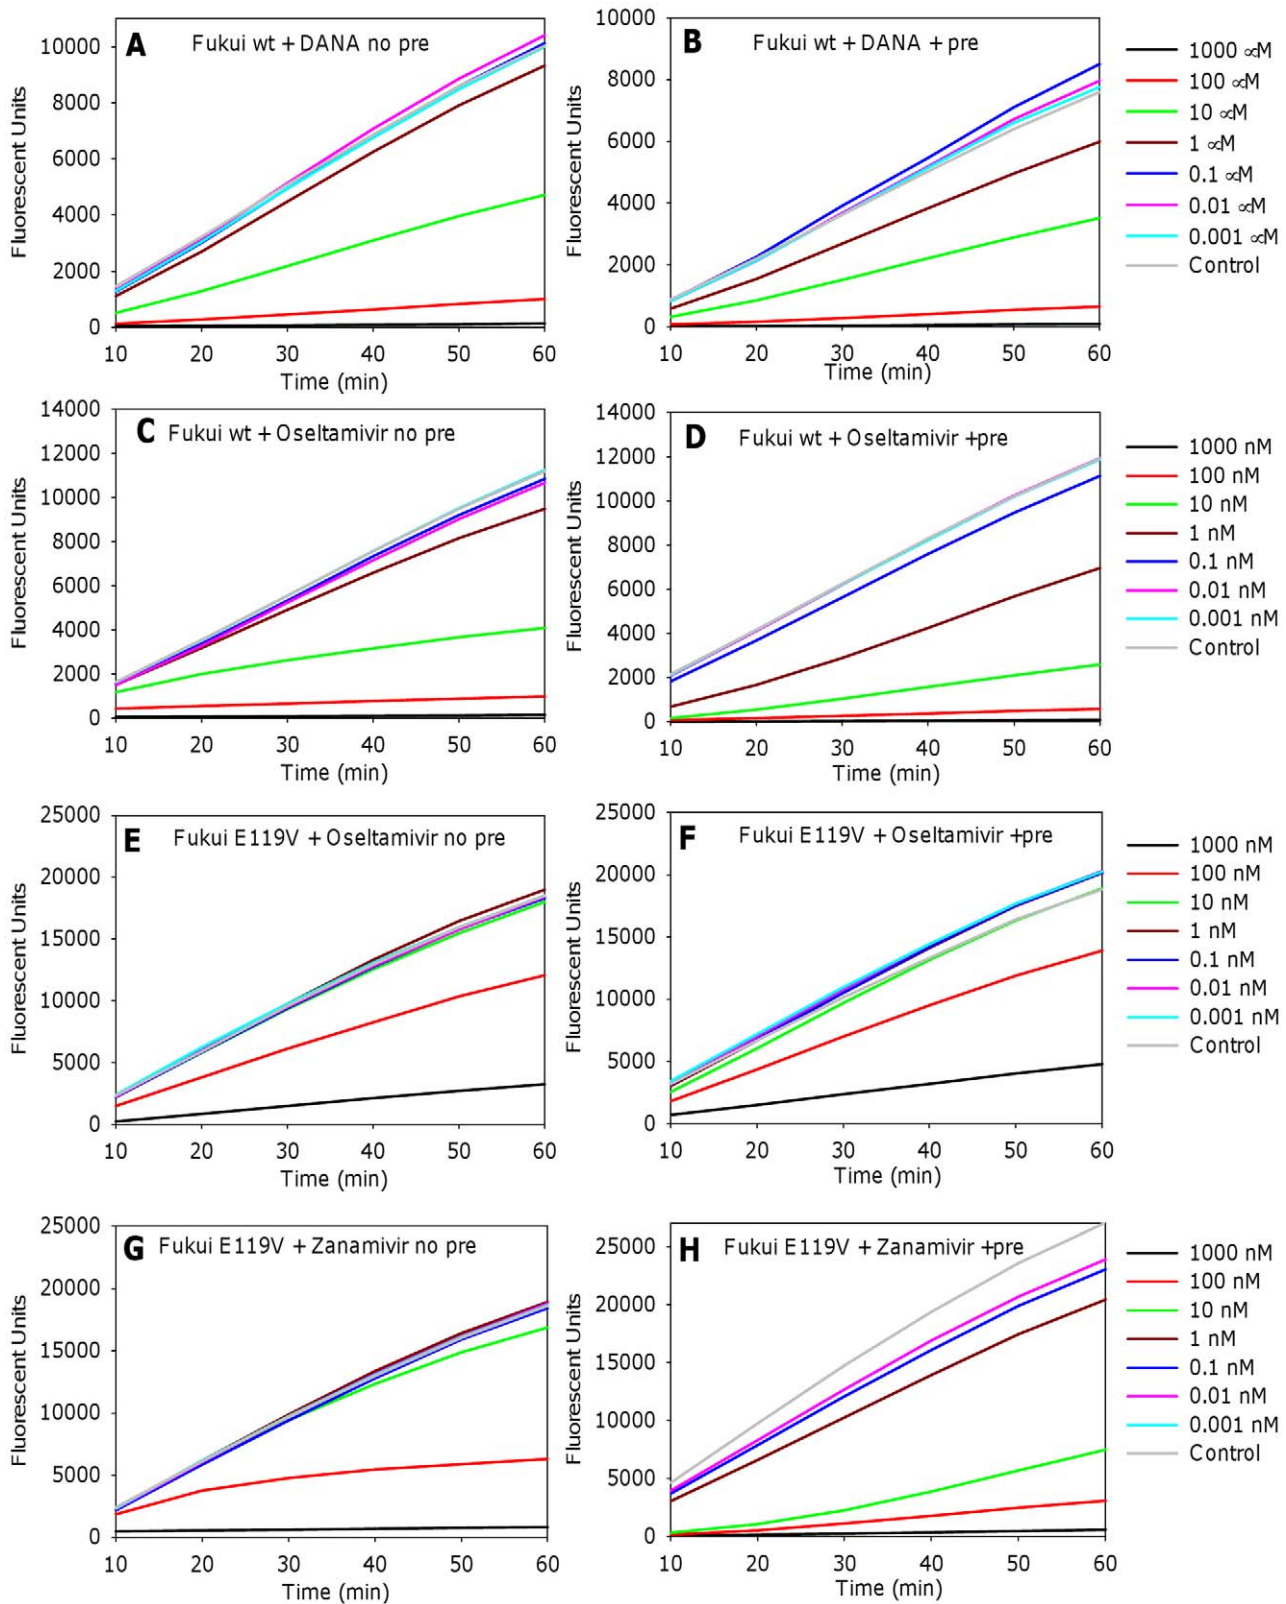 A Fukui wt + DANA no pre
Fluorescent Units
10000
8000
6000
4000
2000
0
10 20 30 40 50 60
Time (min)
B Fukui wt + DANA + pre
Fluorescent Units
10000
8000
6000
4000
2000
0
10 20 30 40 50 60
Time (min)
1000 ∝M
100 ∝M
10 ∝M
1 ∝M
0.1 ∝M
0.01 ∝M
0.001 ∝M
Control
C Fukui wt + Oseltamivir no pre
Fluorescent Units
14000
12000
10000
8000
6000
4000
2000
0
10 20 30 40 50 60
Time (min)
D Fukui wt + Oseltamivir +pre
Fluorescent Units
14000
12000
10000
8000
6000
4000
2000
0
10 20 30 40 50 60
Time (min)
1000 nM
100 nM
10 nM
1 nM
0.1 nM
0.01 nM
0.001 nM
Control
E Fukui E119V + Oseltamivir no pre
Fluorescent Units
25000
20000
15000
10000
5000
0
10 20 30 40 50 60
Time (min)
F Fukui E119V + Oseltamivir +pre
Fluorescent Units
25000
20000
15000
10000
5000
0
10 20 30 40 50 60
Time (min)
1000 nM
100 nM
10 nM
1 nM
0.1 nM
0.01 nM
0.001 nM
Control
G Fukui E119V + Zanamivir no pre
Fluorescent Units
25000
20000
15000
10000
5000
0
10 20 30 40 50 60
Time (min)
H Fukui E119V + Zanamivir +pre
Fluorescent Units
25000
20000
15000
10000
5000
0
10 20 30 40 50 60
Time (min)
1000 nM
100 nM
10 nM
1 nM
0.1 nM
0.01 nM
0.001 nM
Control